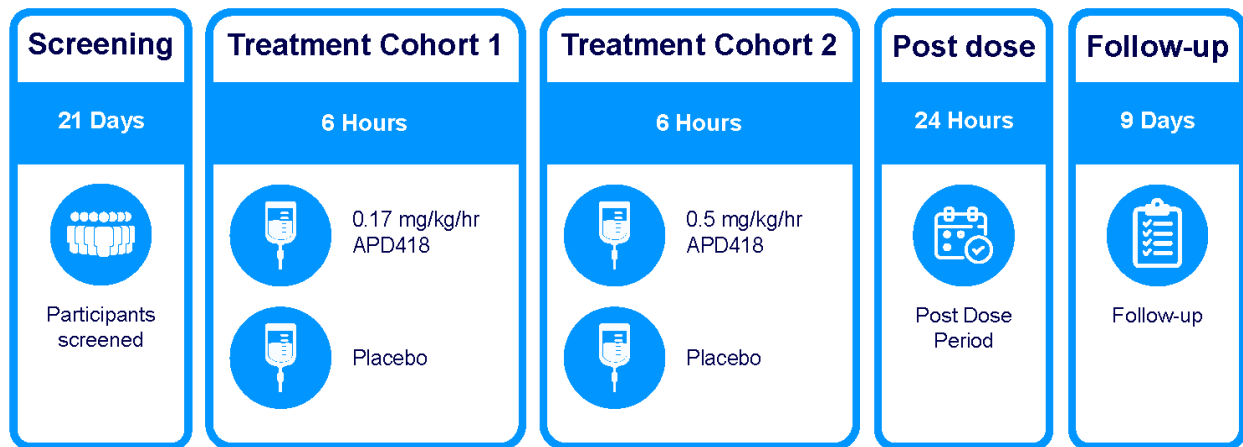 Screening
21 Days
Participants
screened
Treatment Cohort 1
6 Hours
0.17 mg/kg/hr
APD418
Placebo
Treatment Cohort 2
6 Hours
0.5 mg/kg/hr
APD418
Placebo
Post dose
24 Hours
Post Dose
Period
Follow-up
9 Days
Follow-up